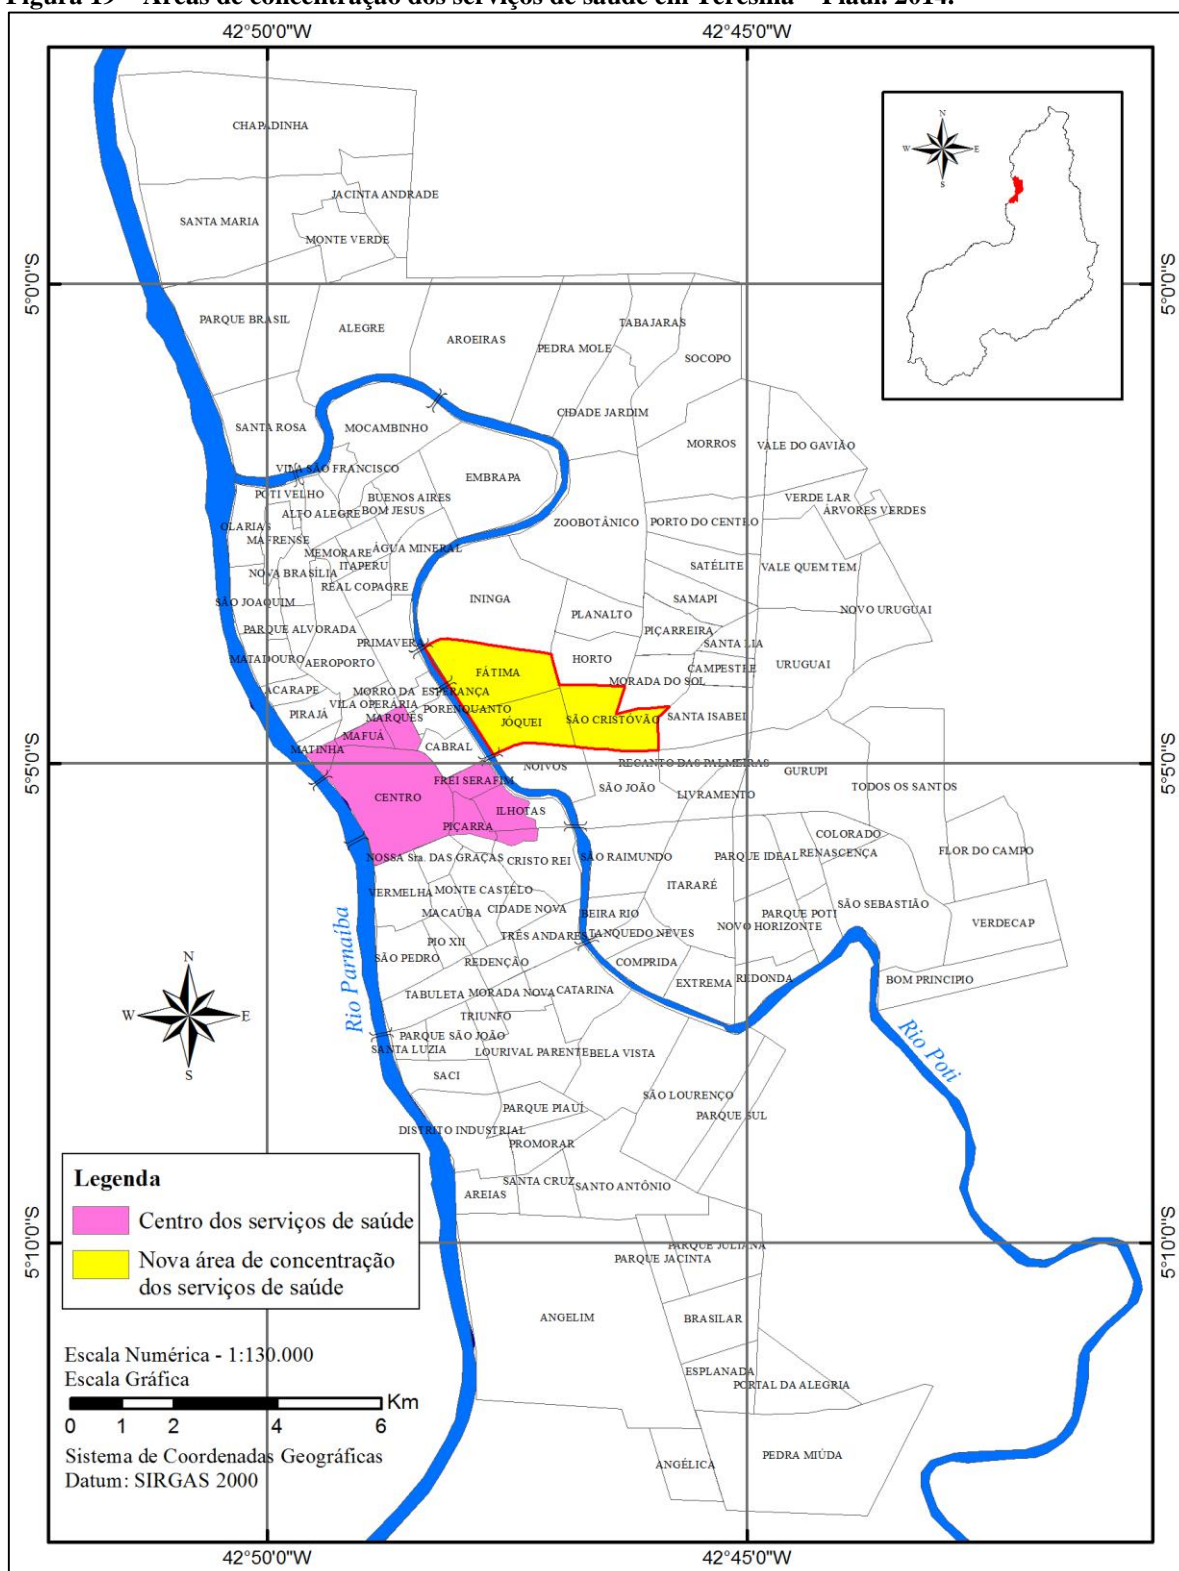 Figura 19 – Áreas de concentração dos serviços de saúde em Teresina – Piauí. 2014.
42°50'0"W
42°45'0"W
5°0'0"S
5°0'0"S
5°5'0"S
5°5'0"S
5°10'0"S
5°10'0"S
N
W
E
S
CHAPADINHA
JACINTA ANDRADE
SANTA MARIA
MONTE VERDE
PARQUE BRASIL
ALEGRE
AROEIRAS
TABAJARAS
PEDRA MOLE
SOCOPO
CIDADE JARDIM
SANTA ROSA
MOCAMBINHO
MORROS
VALE DO GAVIÃO
VILA SÃO FRANCISCO
EMBRAPA
POTI VELHO
BUENOS AIRES
VERDE LAR
ALTO ALEGRE
BOM JESUS
ÁRVORES VERDES
OLARIAS
ZOOBOTÂNICO
PORTO DO CENTRO
MAFRENSE
MEMORARE
ÁGUA MINERAL
ITAPERU
SATÉLITE
VALE QUEM TEM
NOVA BRASÍLIA
REAL COPAGRE
SÃO JOAQUIM
ININGA
SAMAPI
PLANALTO
NOVO URUGUAI
PARQUE ALVORADA
PIÇARREIRA
PRIMAVERA
SANTA LIA
MATADOURO
AEROPORTO
HORTO
CAMPESTRE
URUGUAI
FÁTIMA
MORADA DO SOL
ACARAPE
MORRO DA ESPERANÇA
VILA OPERÁRIA
PORENQUANTO
PIRAJÁ
MARQUÊS
JÓQUEI
SÃO CRISTÓVÃO
SANTA ISABEL
MAFUÁ
MATINHA
CABRAL
NOIVOS
RECANTO DAS PALMEIRAS
GURUPI
FREI SERAFIM
SÃO JOÃO
LIVRAMENTO
TODOS OS SANTOS
CENTRO
ILHOTAS
PIÇARRA
COLORADO
NOSSA Sra. DAS GRAÇAS
CRISTO REI
SÃO RAIMUNDO
PARQUE IDEAL
RENASCENÇA
FLOR DO CAMPO
ITARARÉ
VERMELHA
MONTE CASTELO
SÃO SEBASTIÃO
MACAÚBA
CIDADE NOVA
BEIRA RIO
PARQUE POTI
VERDECAP
NOVO HORIZONTE
PIO XII
TRÊS ANDARES
TANQUEDO NEVES
SÃO PEDRO
REDENÇÃO
COMPRIDA
EXTREMA
REDONDA
BOM PRINCIPIO
TABULETA
MORADA NOVA
CATARINA
TRIUNFO
PARQUE SÃO JOÃO
SANTA LUZIA
LOURIVAL PARENTE
BELA VISTA
SACI
SÃO LOURENÇO
PARQUE PIAUÍ
PARQUE SUL
DISTRITO INDUSTRIAL
PROMORAR
SANTA CRUZ
SANTO ANTÔNIO
AREIAS
PARQUE JULIANA
PARQUE JACINTA
ANGELIM
BRASILAR
ESPLANADA
PORTAL DA ALEGRIA
PEDRA MIÚDA
ANGÉLICA
Rio Parnaíba
Rio Poti
N
W
E
S
Legenda
Centro dos serviços de saúde
Nova área de concentração
dos serviços de saúde
Escala Numérica - 1:130.000
Escala Gráfica
Km
0 1 2 4 6
Sistema de Coordenadas Geográficas
Datum: SIRGAS 2000
42°50'0"W
42°45'0"W